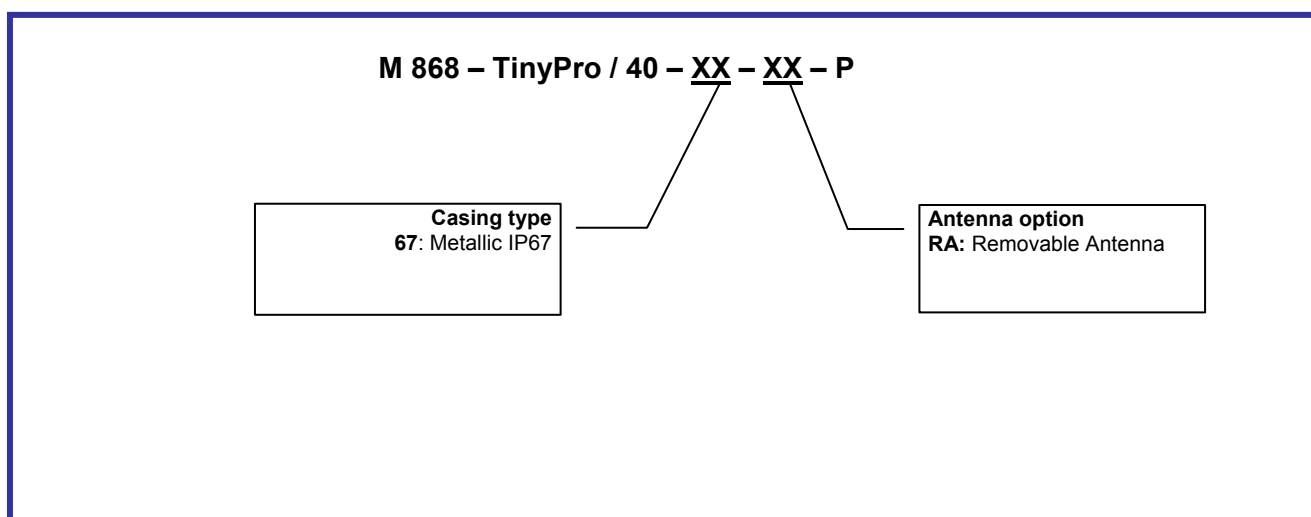 M 868 – TinyPro / 40 – XX – XX – P
Casing type
67: Metallic IP67
Antenna option
RA: Removable Antenna